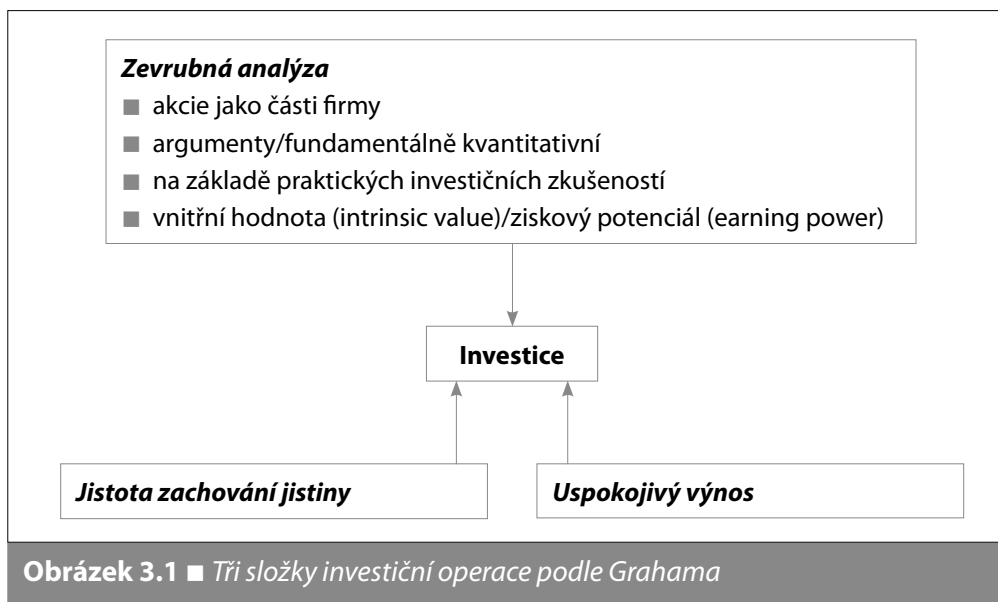 Zevrubná analýza
■ akcie jako části firmy
■ argumenty/fundamentálně kvantitativní
■ na základě praktických investičních zkušeností
■ vnitřní hodnota (intrinsic value)/ziskový potenciál (earning power)
Investice
Jistota zachování jistiny
Uspokojivý výnos
Obrázek 3.1 ■ Tři složky investiční operace podle Grahama